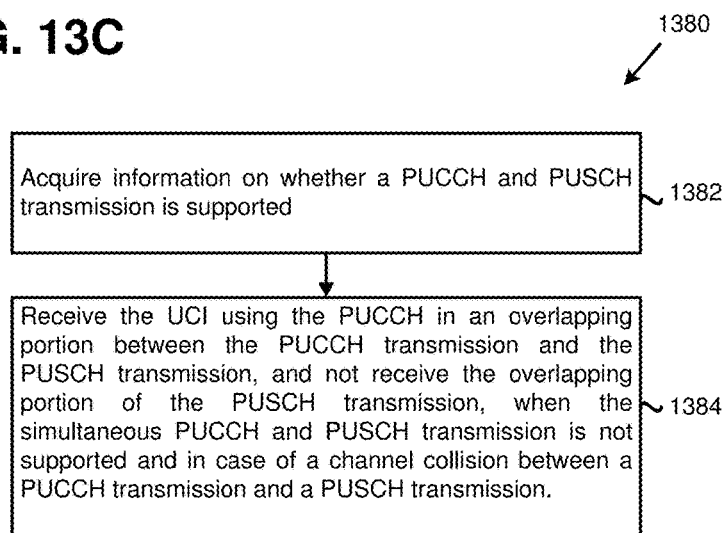 G. 13C
1380
Acquire information on whether a PUCCH and PUSCH
transmission is supported
1382
Receive the UCI using the PUCCH in an overlapping
portion between the PUCCH transmission and the
PUSCH transmission, and not receive the overlapping
portion of the PUSCH transmission, when the
simultaneous PUCCH and PUSCH transmission is not
supported and in case of a channel collision between a
PUCCH transmission and a PUSCH transmission.
1384